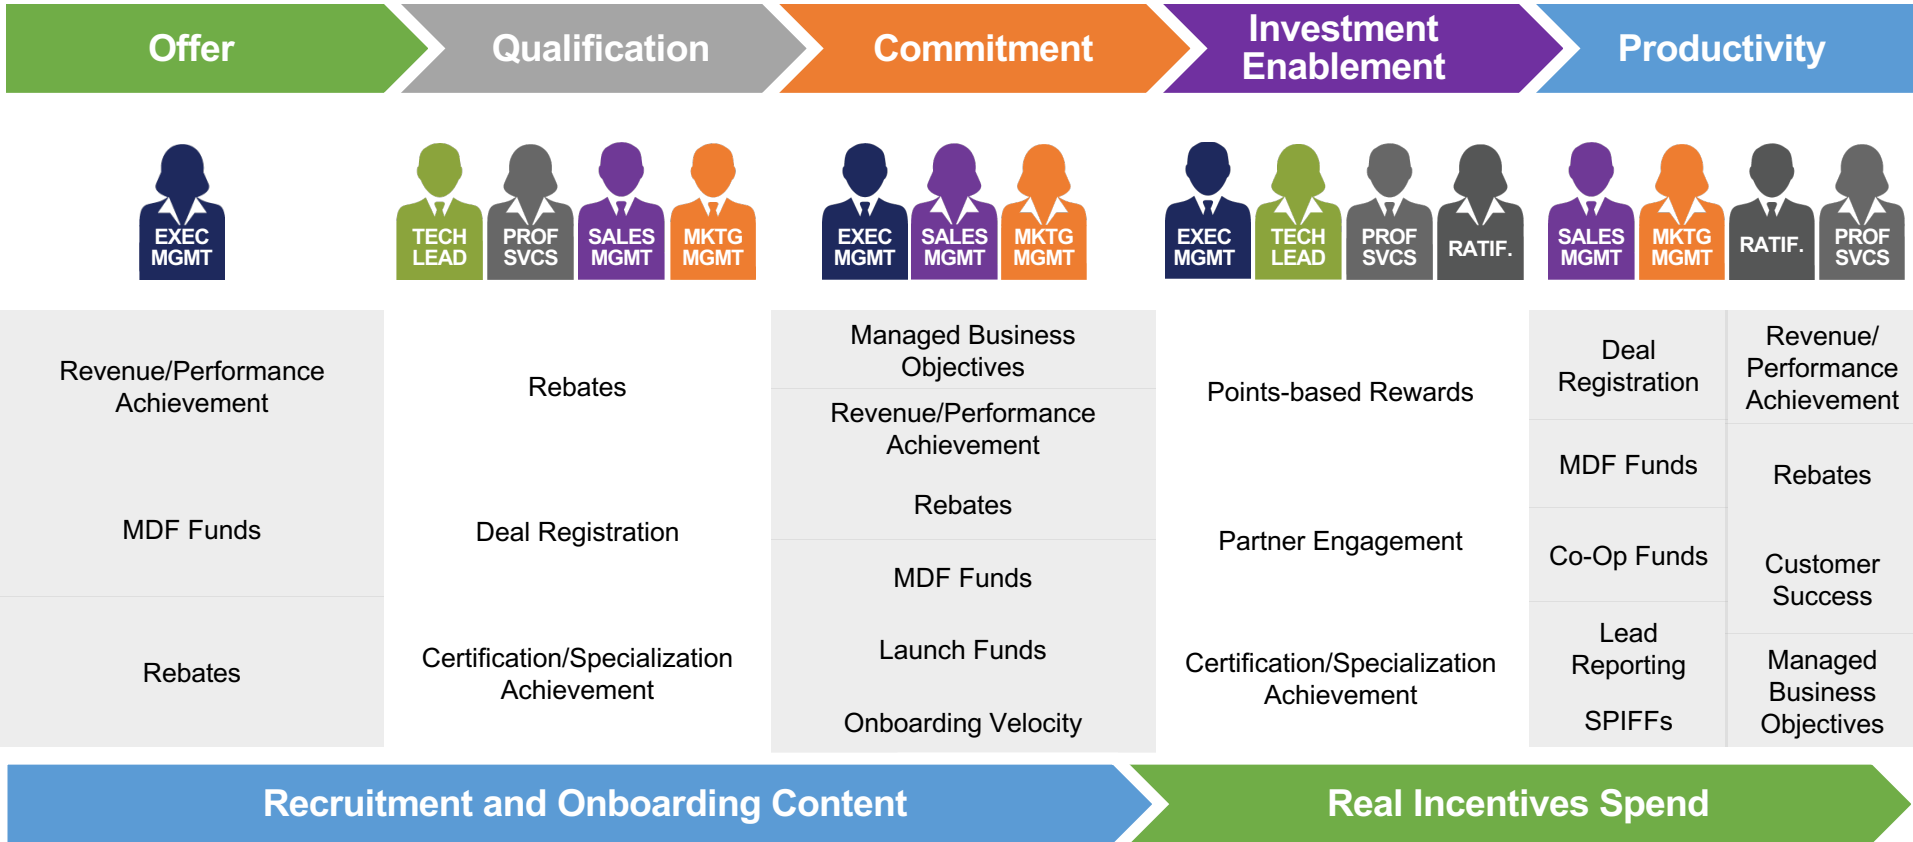 Offer
Qualification
Commitment
Investment
Enablement
Productivity
EXEC
MGMT
TECH
LEAD
PROF
SVCS
SALES
MGMT
MKTG
MGMT
EXEC
MGMT
SALES
MGMT
MKTG
MGMT
EXEC
MGMT
TECH
LEAD
PROF
SVCS
RATIF.
SALES
MGMT
MKTG
MGMT
RATIF.
PROF
SVCS
Revenue/Performance
Achievement
MDF Funds
Rebates
Rebates
Deal Registration
Certification/Specialization
Achievement
Managed Business
Objectives
Revenue/Performance
Achievement
Rebates
MDF Funds
Launch Funds
Onboarding Velocity
Points-based Rewards
Partner Engagement
Certification/Specialization
Achievement
Deal
Registration
MDF Funds
Co-Op Funds
Lead
Reporting
SPIFFs
Revenue/
Performance
Achievement
Rebates
Customer
Success
Managed
Business
Objectives
Recruitment and Onboarding Content
Real Incentives Spend